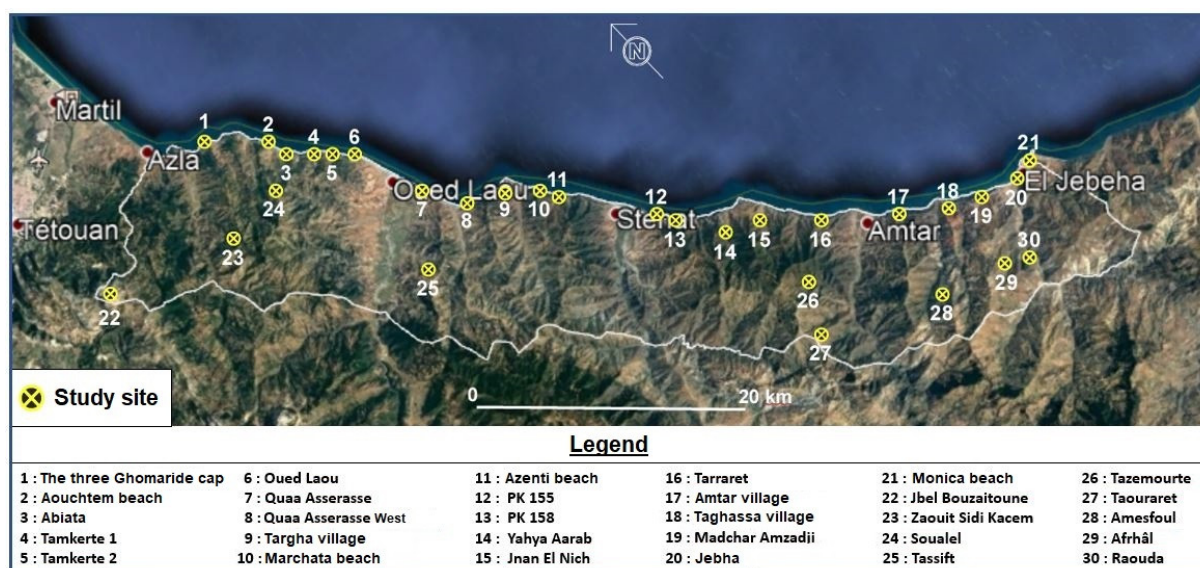 N
Martil
1
2
4
5
6
21
Azla
3
El Jebeha
24
Oued Laou
11
20
7
9
10
12
17
18
19
8
Stehat
Tétouan
13
14
15
16
Amtar
23
30
25
29
26
22
28
27
0
20 km
Study site
Legend
1 : The three Ghomaride cap
2 : Aouchtem beach
3 : Abiata
4 : Tamkerte 1
5 : Tamkerte 2
6 : Oued Laou
7 : Quaa Asserasse
8 : Quaa Asserasse West
9 : Targha village
10 : Marchata beach
11 : Azenti beach
12 : PK 155
13 : PK 158
14 : Yahya Aarab
15 : Jnan El Nich
16 : Tarraret
17 : Amtar village
18 : Taghassa village
19 : Madchar Amzadji
20 : Jebha
21 : Monica beach
22 : Jbel Bouzaitoune
23 : Zaouit Sidi Kacem
24 : Soualel
25 : Tassift
26 : Tazemourte
27 : Taouraret
28 : Amesfoul
29 : Afrhâl
30 : Raouda